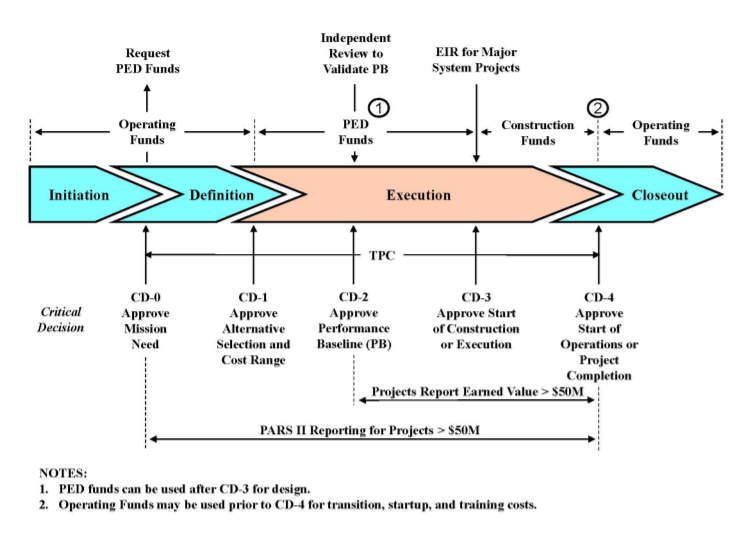 Request
PED Funds
Independent
Review to
Validate PB
EIR for Major
System Projects
1
2
Operating
Funds
PED
Funds
Construction
Funds
Operating
Funds
Initiation
Definition
Execution
Closeout
TPC
Critical
Decision
CD-0
Approve
Mission
Need
CD-1
Approve
Alternative
Selection and
Cost Range
CD-2
Approve
Performance
Baseline (PB)
CD-3
Approve Start
of Construction
or Execution
CD-4
Approve
Start of
Operations or
Project
Completion
Projects Report Earned Value > $50M
PARS II Reporting for Projects > $50M
NOTES:
1. PED funds can be used after CD-3 for design.
2. Operating Funds may be used prior to CD-4 for transition, startup, and training costs.